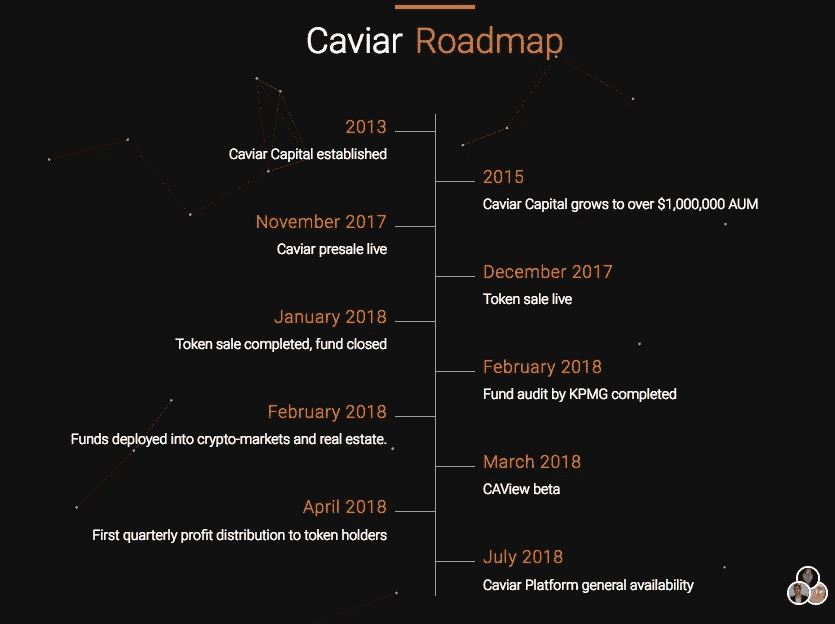 Caviar Roadmap
2013
Caviar Capital established
2015
Caviar Capital grows to over $1,000,000 AUM
November 2017
Caviar presale live
December 2017
Token sale live
January 2018
Token sale completed, fund closed
February 2018
Fund audit by KPMG completed
February 2018
Funds deployed into crypto-markets and real estate.
March 2018
CAView beta
April 2018
First quarterly profit distribution to token holders
July 2018
Caviar Platform general availability